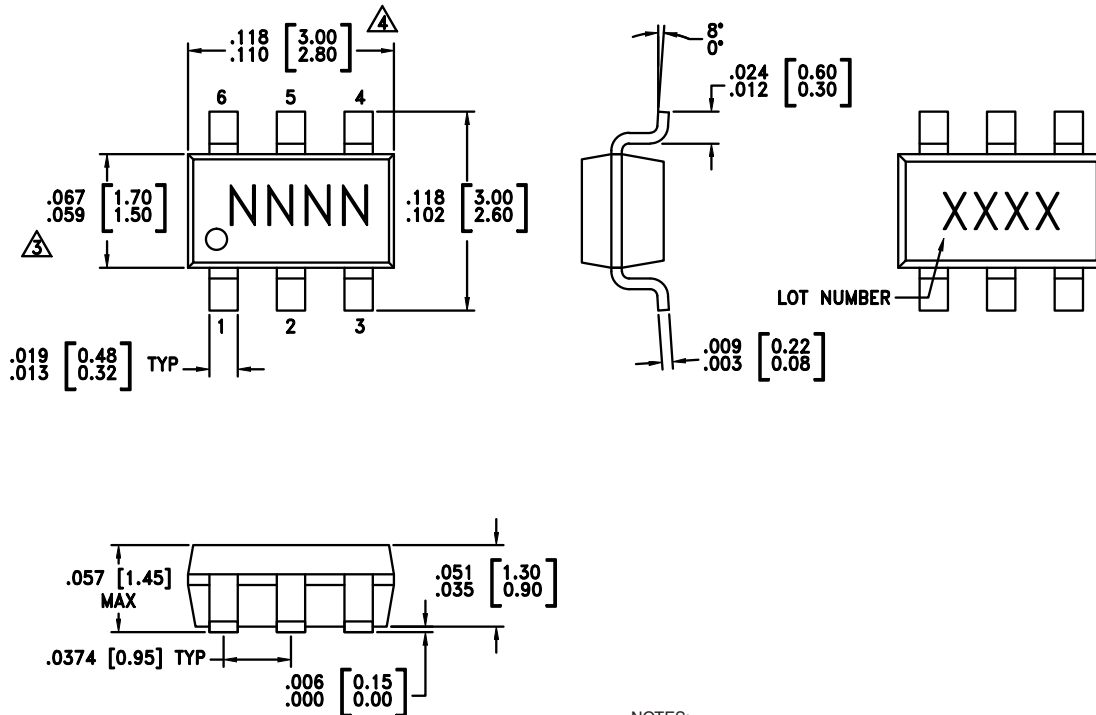 4
.118 [3.00]
.110 [2.80]
8°
0°
.024 [0.60]
.012 [0.30]
6 5 4
NNNN
.067 [1.70]
.059 [1.50]
3
.118 [3.00]
.102 [2.60]
XXXX
LOT NUMBER
1 2 3
.019 [0.48]
.013 [0.32] TYP
.009 [0.22]
.003 [0.08]
.057 [1.45]
MAX
.051 [1.30]
.035 [0.90]
.0374 [0.95] TYP
.006 [0.15]
.000 [0.00]
NOTES: